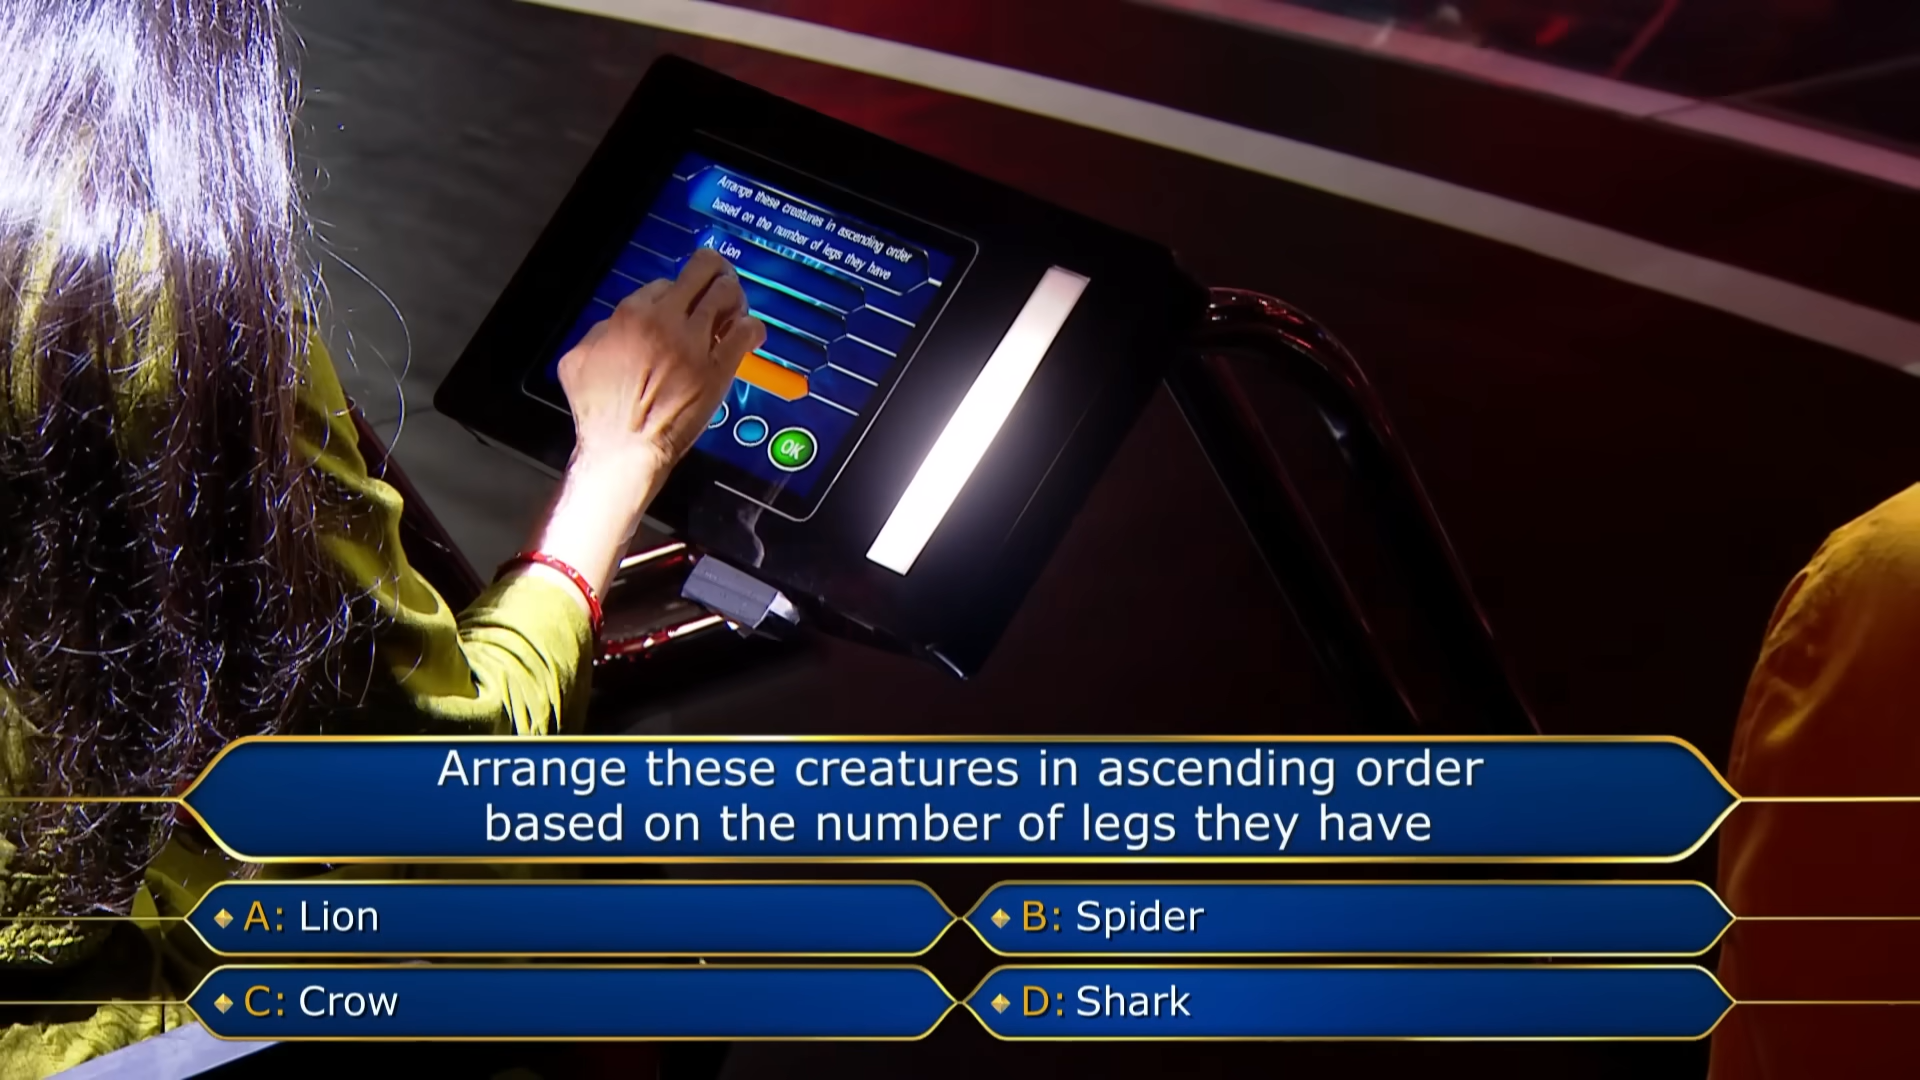 Arrange these creatures in ascending order
based on the number of legs they have
A: Lion
OK
Arrange these creatures in ascending order
based on the number of legs they have
A: Lion
B: Spider
C: Crow
D: Shark